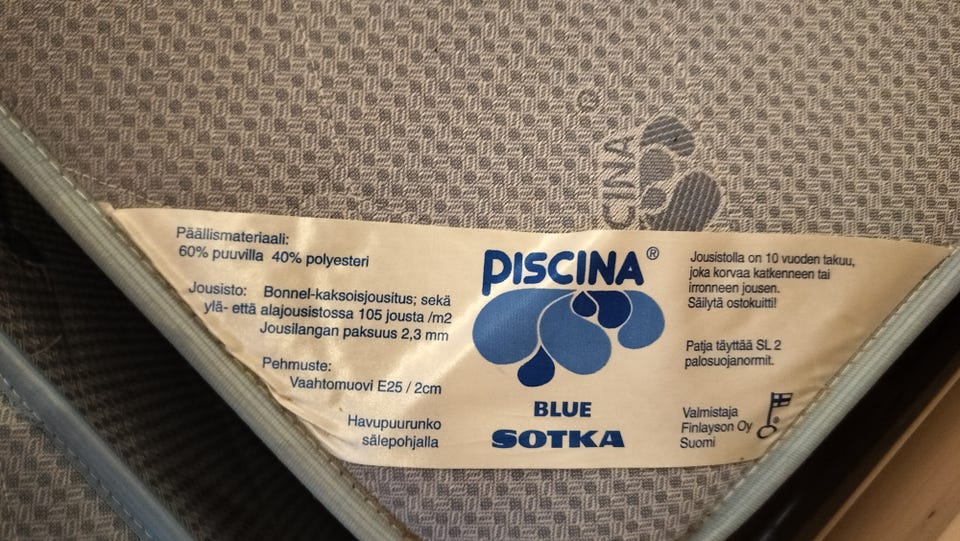 Päällismateriaali:
60% puuvilla 40% polyesteri
Jousisto: Bonnel-kaksoisjousitus; sekä
ylä- että alajousistossa 105 jousta /m2
Jousilangan paksuus 2,3 mm
Pehmuste:
Vaahtomuovi E25 / 2cm
Havupuurunko
sälepohjalla
PISCINA®
BLUE
SOTKA
Jousistolla on 10 vuoden takuu,
joka korvaa katkenneen tai
irronneen jousen.
Säilytä ostokuitti!
Patja täyttää SL 2
palosuojanormit.
Valmistaja
Finlayson Oy
Suomi
CINA
®